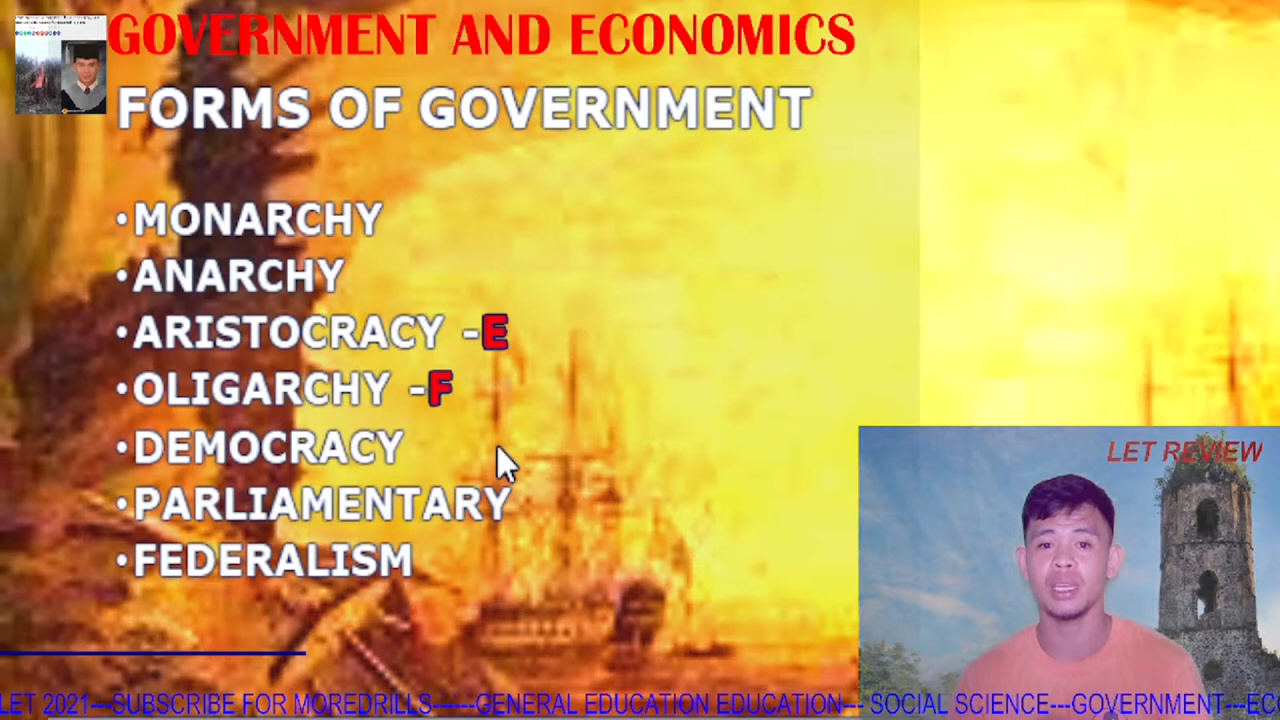 GOVERNMENT AND ECONOMICS
FORMS OF GOVERNMENT
•MONARCHY
•ANARCHY
•ARISTOCRACY -E
•OLIGARCHY -F
•DEMOCRACY
•PARLIAMENTARY
•FEDERALISM
LET REVIEW
LET 2021---SUBSCRIBE FOR MOREDRILLS------GENERAL EDUCATION EDUCATION--- SOCIAL SCIENCE---GOVERNMENT---EC